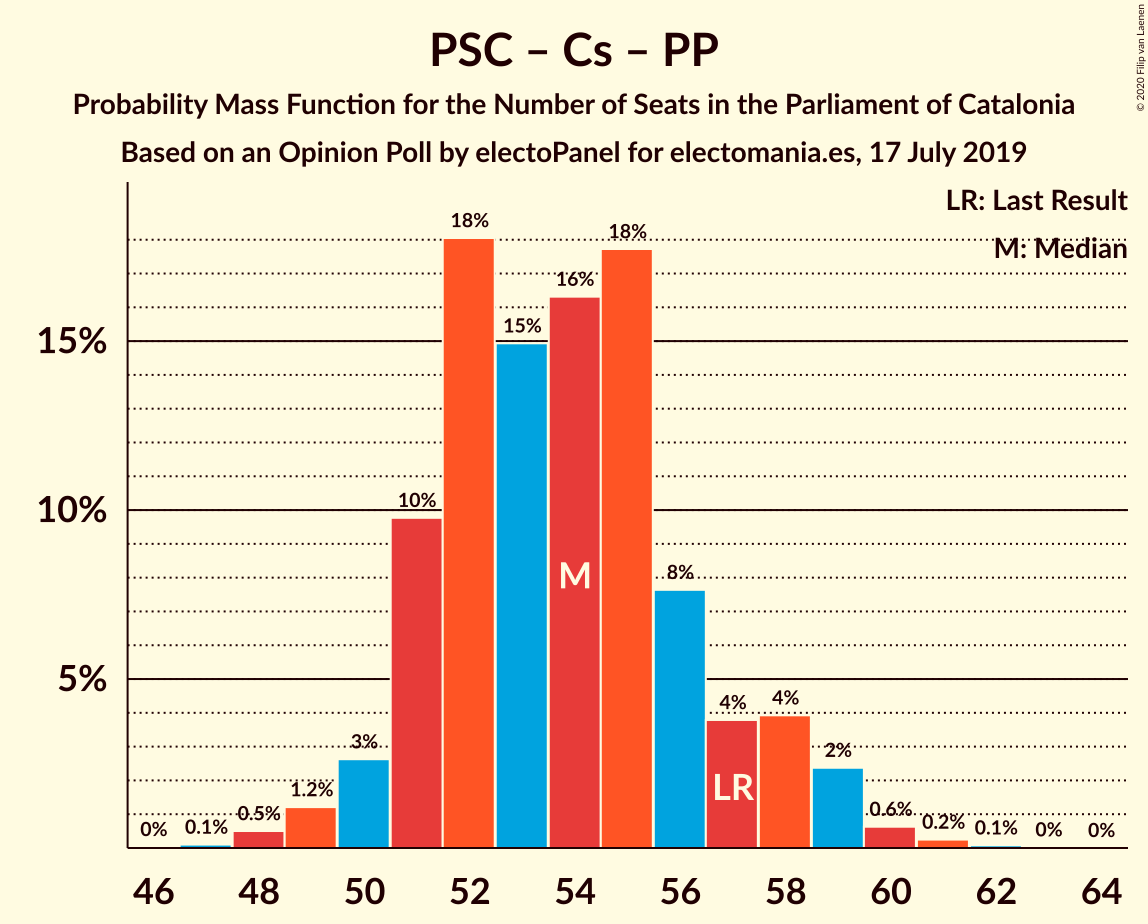 PSC – Cs – PP
Probability Mass Function for the Number of Seats in the Parliament of Catalonia
Based on an Opinion Poll by electoPanel for electomania.es, 17 July 2019
© 2020 Filip van Laenen
LR: Last Result
M: Median
15%
10%
5%
0%
0.1%
0.5%
1.2%
3%
10%
18%
15%
16%
18%
8%
4%
4%
2%
0.6%
0.2%
0.1%
0%
0%
M
LR
46 48 50 52 54 56 58 60 62 64